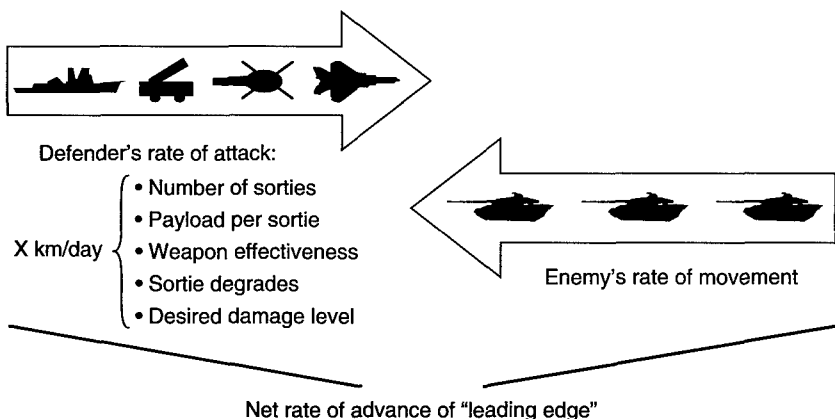 Defender's rate of attack:
X km/day
• Number of sorties
• Payload per sortie
• Weapon effectiveness
• Sortie degrades
• Desired damage level
Enemy's rate of movement
Net rate of advance of “leading edge”